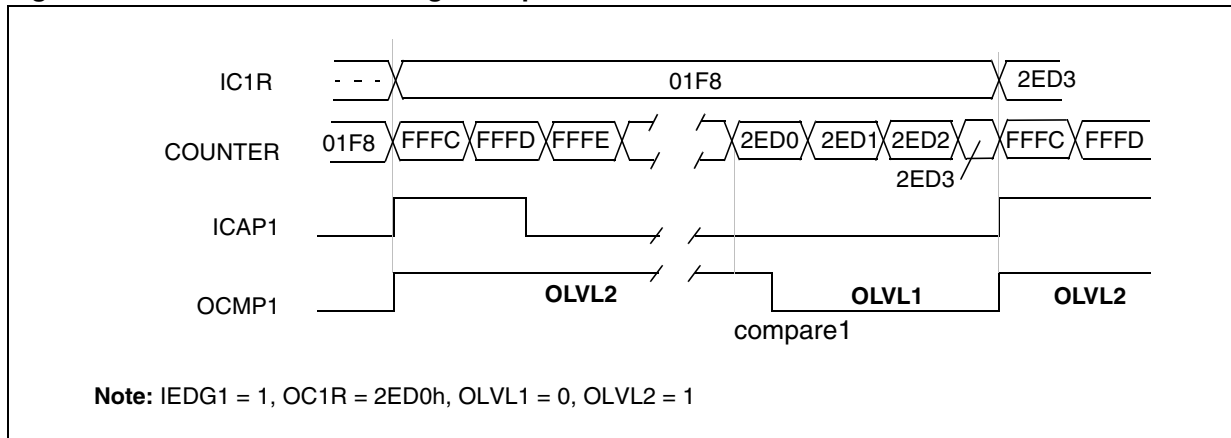 IC1R - - - 01F8 2ED3
COUNTER 01F8 FFFC FFFD FFFE 2ED0 2ED1 2ED2 FFFC FFFD
2ED3
ICAP1
OCMP1 OLVL2 OLVL1 OLVL2
compare1
Note: IEDG1 = 1, OC1R = 2ED0h, OLVL1 = 0, OLVL2 = 1